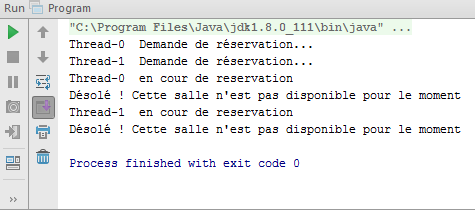 Run Program
"C:\Program Files\Java\jdk1.8.0_111\bin\java" ...
Thread-0  Demande de réservation...
Thread-1  Demande de réservation...
Thread-0  en cour de reservation
Désolé ! Cette salle n'est pas disponible pour le moment
Thread-1  en cour de reservation
Désolé ! Cette salle n'est pas disponible pour le moment
Process finished with exit code 0